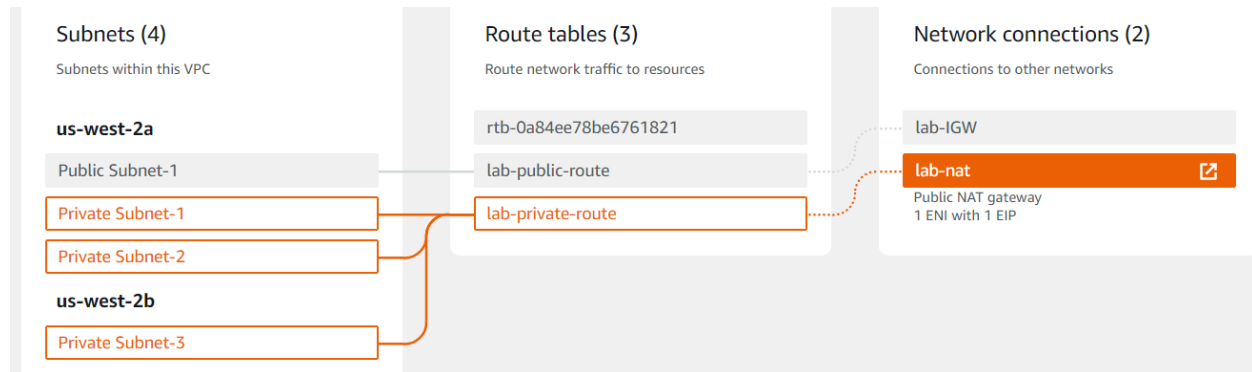 Subnets (4)
Subnets within this VPC
us-west-2a
Public Subnet-1
Private Subnet-1
Private Subnet-2
us-west-2b
Private Subnet-3
Route tables (3)
Route network traffic to resources
rtb-0a84ee78be6761821
lab-public-route
lab-private-route
Network connections (2)
Connections to other networks
lab-IGW
lab-nat
Public NAT gateway
1 ENI with 1 EIP